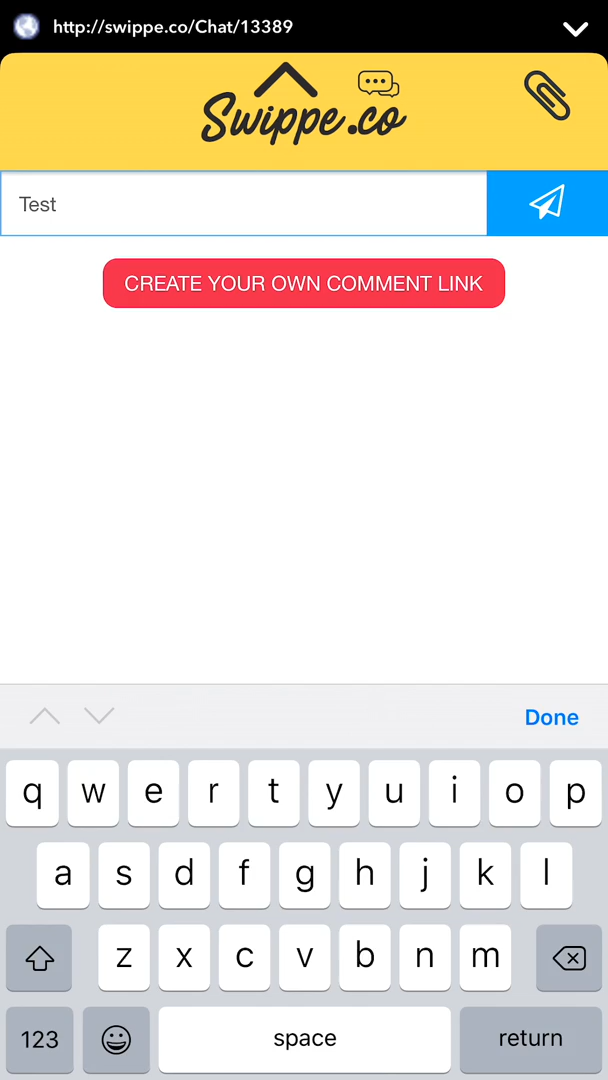 http://swippe.co/Chat/13389
Swippe.co
Test
CREATE YOUR OWN COMMENT LINK
Done
q w e r t y u i o p
a s d f g h j k l
z x c v b n m
123 space return